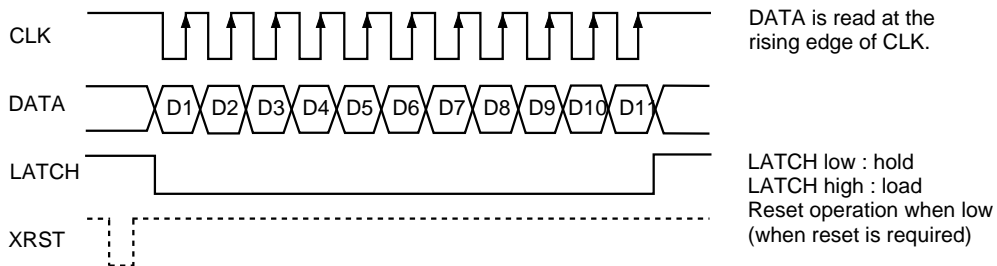 CLK
DATA is read at the
rising edge of CLK.
DATA
D1 D2 D3 D4 D5 D6 D7 D8 D9 D10 D11
LATCH
LATCH low : hold
LATCH high : load
Reset operation when low
(when reset is required)
XRST